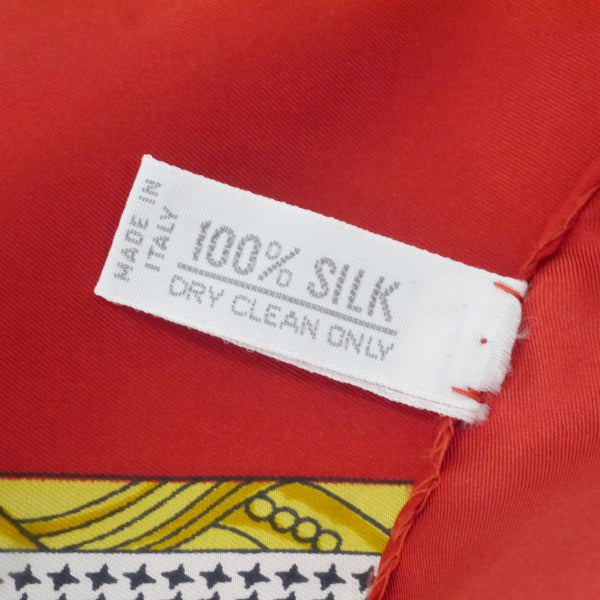 MADE IN
ITALY
100% SILK
DRY CLEAN ONLY